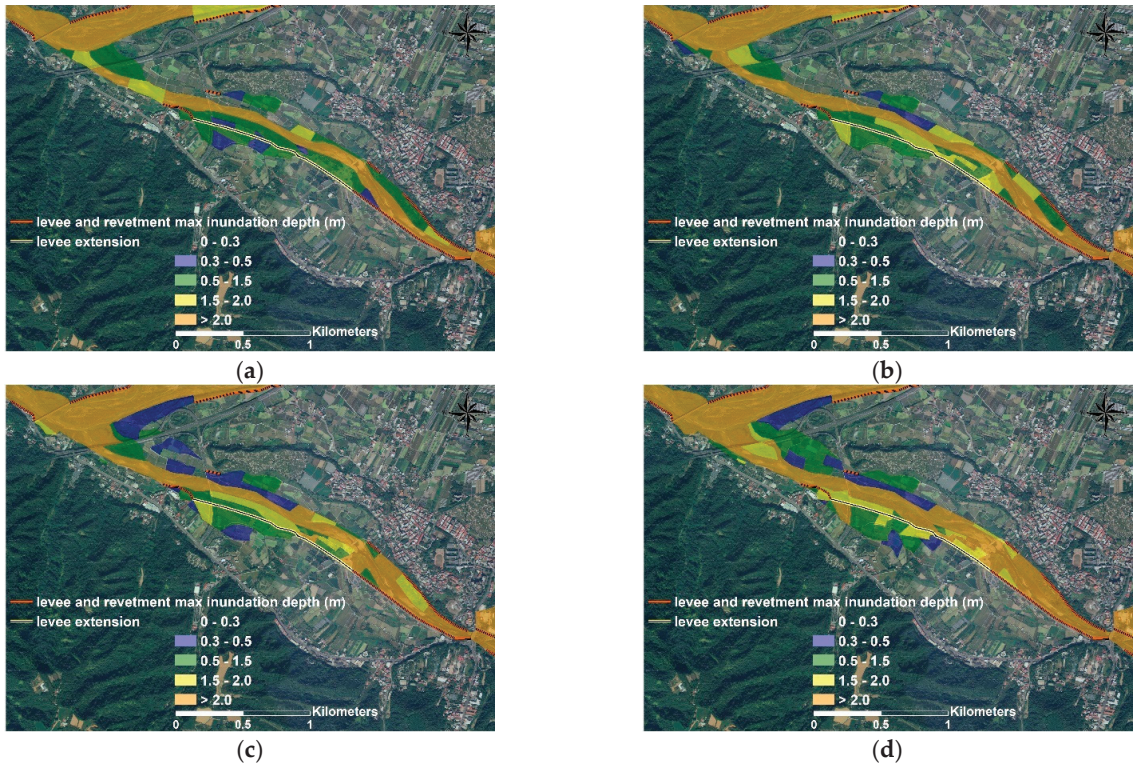 levee and revetment max inundation depth (m)
levee extension 0 - 0.3
0.3 - 0.5
0.5 - 1.5
1.5 - 2.0
> 2.0
Kilometers
0 0.5 1
(a)
levee and revetment max inundation depth (m)
levee extension 0 - 0.3
0.3 - 0.5
0.5 - 1.5
1.5 - 2.0
> 2.0
Kilometers
0 0.5 1
(b)
levee and revetment max inundation depth (m)
levee extension 0 - 0.3
0.3 - 0.5
0.5 - 1.5
1.5 - 2.0
> 2.0
Kilometers
0 0.5 1
(c)
levee and revetment max inundation depth (m)
levee extension 0 - 0.3
0.3 - 0.5
0.5 - 1.5
1.5 - 2.0
> 2.0
Kilometers
0 0.5 1
(d)